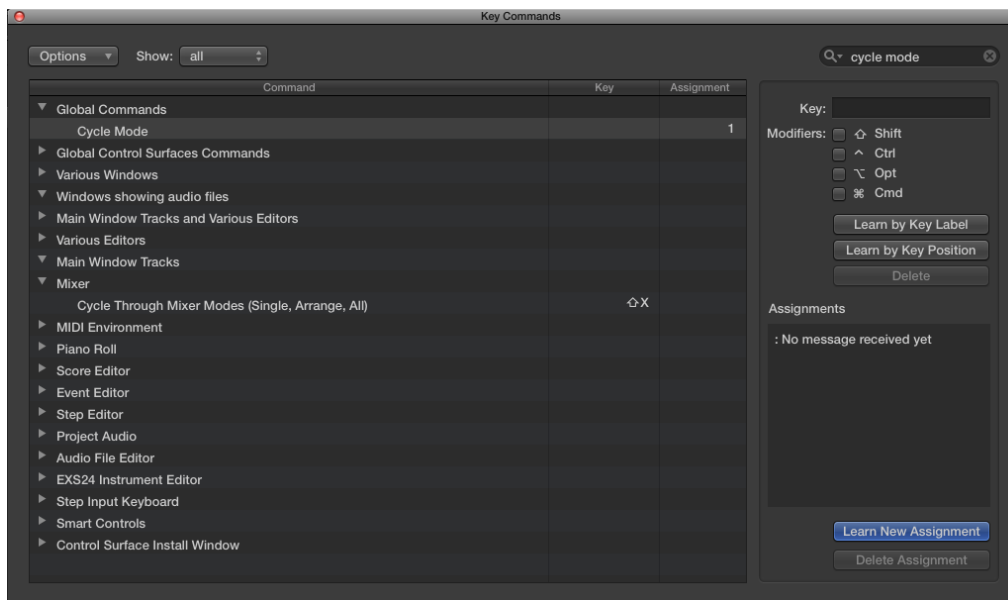 Key Commands
Options Show: all cycle mode
Command Key Assignment
Global Commands
Cycle Mode 1
Global Control Surfaces Commands
Various Windows
Windows showing audio files
Main Window Tracks and Various Editors
Various Editors
Main Window Tracks
Mixer
Cycle Through Mixer Modes (Single, Arrange, All) ⇧X
MIDI Environment
Piano Roll
Score Editor
Event Editor
Step Editor
Project Audio
Audio File Editor
EXS24 Instrument Editor
Step Input Keyboard
Smart Controls
Control Surface Install Window
Key:
Modifiers: ⇧ Shift
⌃ Ctrl
⌥ Opt
⌘ Cmd
Learn by Key Label
Learn by Key Position
Delete
Assignments
: No message received yet
Learn New Assignment
Delete Assignment